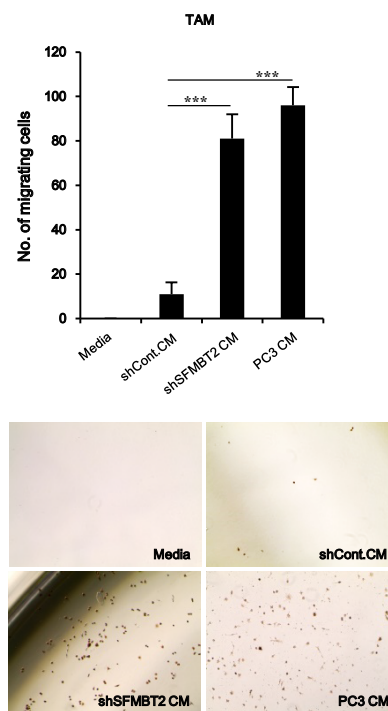 TAM
120
100
80
60
40
20
0
No. of migrating cells
***
***
Media
shCont.CM
shSFMBT2 CM
PC3 CM
Media
shCont.CM
shSFMBT2 CM
PC3 CM